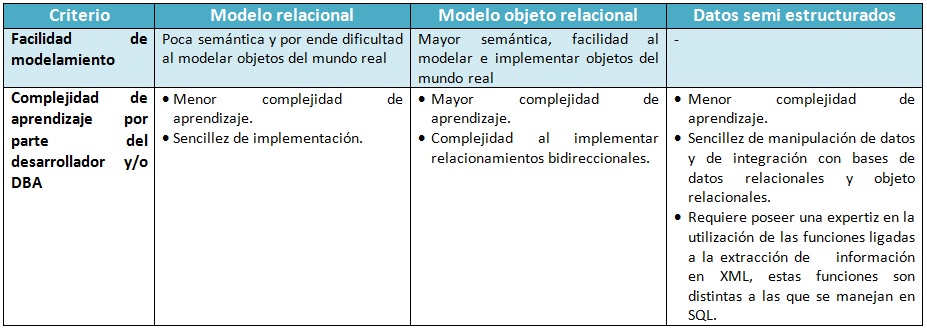 Criterio
Modelo relacional
Modelo objeto relacional
Datos semi estructurados
Facilidad de
modelamiento
Poca semántica y por ende dificultad
al modelar objetos del mundo real
Mayor semántica, facilidad al
modelar e implementar objetos del
mundo real
-
Complejidad de
aprendizaje por
parte del
desarrollador y/o
DBA
• Menor complejidad de
aprendizaje.
• Sencillez de implementación.
• Mayor complejidad de
aprendizaje.
• Complejidad al implementar
relacionamientos bidireccionales.
• Menor complejidad de
aprendizaje.
• Sencillez de manipulación de datos
y de integración con bases de
datos relacionales y objeto
relacionales.
• Requiere poseer una expertiz en la
utilización de las funciones ligadas
a la extracción de información
en XML, estas funciones son
distintas a las que se manejan en
SQL.